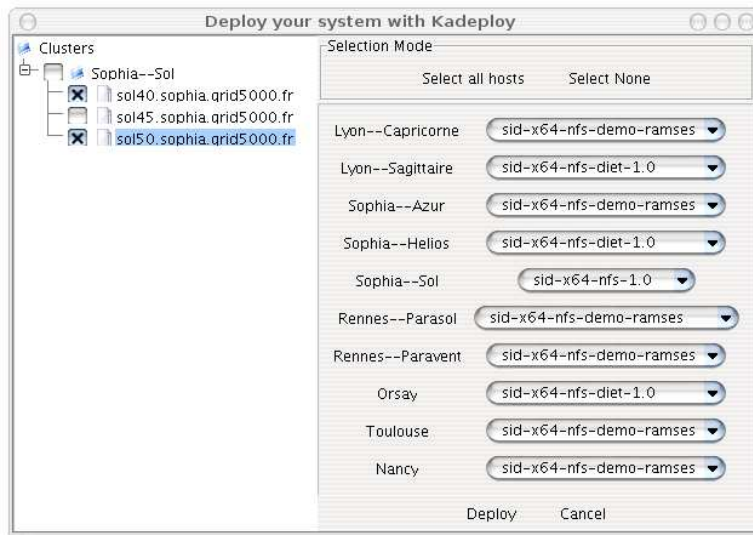 Deploy your system with Kadeploy
Clusters
Sophia--Sol
sol40.sophia.grid5000.fr
sol45.sophia.grid5000.fr
sol50.sophia.grid5000.fr
Selection Mode
Select all hosts Select None
Lyon--Capricorne sid-x64-nfs-demo-ramses
Lyon--Sagittaire sid-x64-nfs-diet-1.0
Sophia--Azur sid-x64-nfs-demo-ramses
Sophia--Helios sid-x64-nfs-diet-1.0
Sophia--Sol sid-x64-nfs-1.0
Rennes--Parasol sid-x64-nfs-demo-ramses
Rennes--Paravent sid-x64-nfs-demo-ramses
Orsay sid-x64-nfs-diet-1.0
Toulouse sid-x64-nfs-demo-ramses
Nancy sid-x64-nfs-demo-ramses
Deploy Cancel